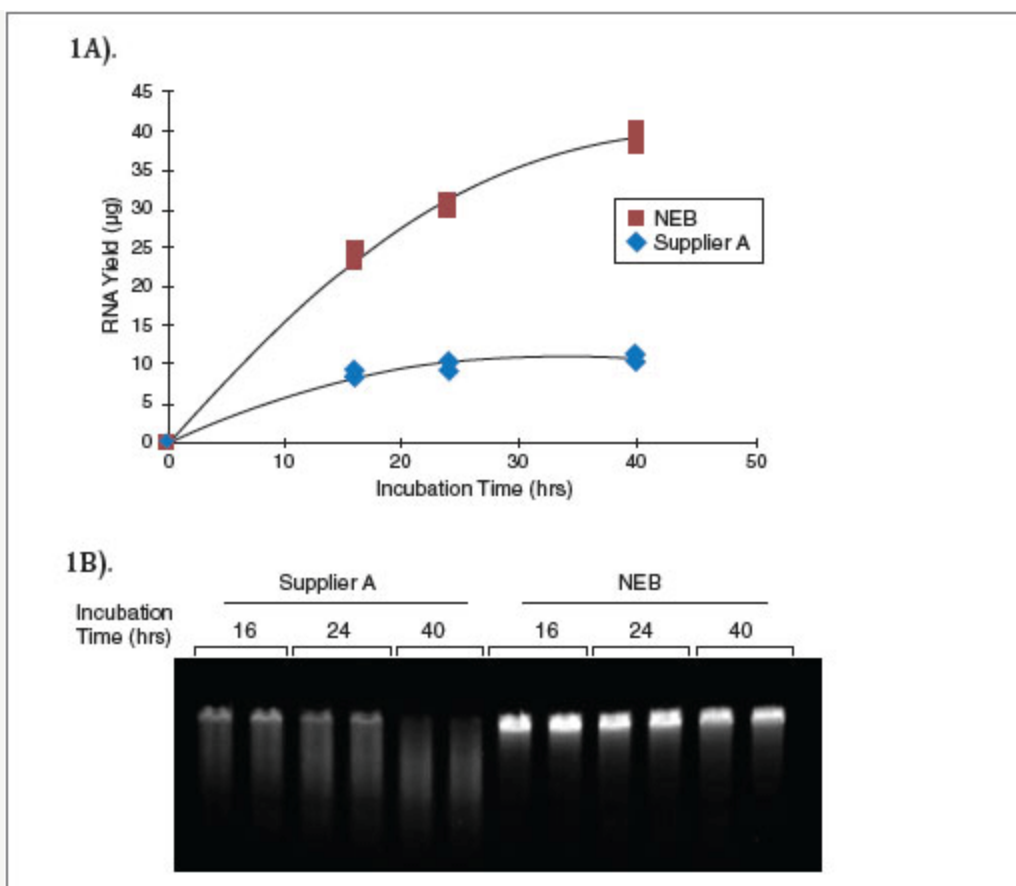 1A).
45
40
35
30
25
20
15
10
5
0
RNA Yield (µg)
NEB
Supplier A
0 10 20 30 40 50
Incubation Time (hrs)
1B).
Supplier A NEB
Incubation
Time (hrs) 16 24 40 16 24 40